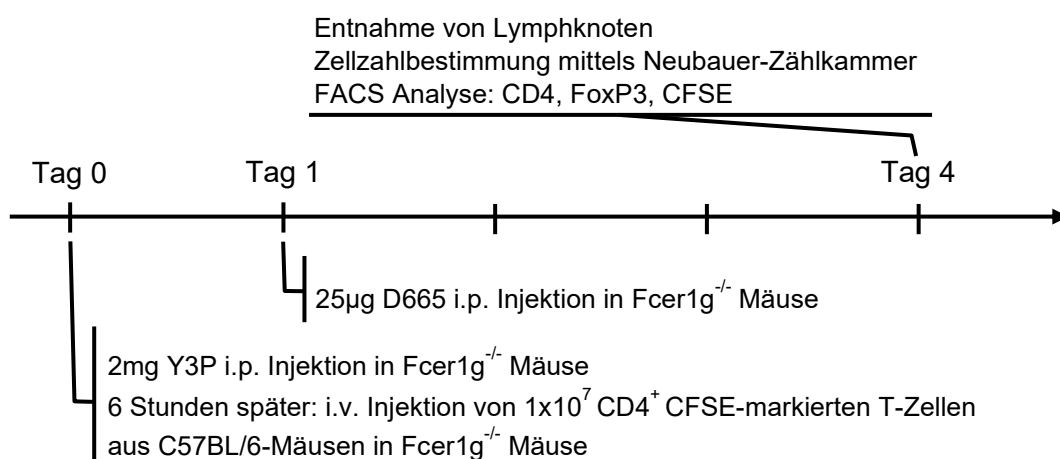 Entnahme von Lymphknoten
Zellzahlbestimmung mittels Neubauer-Zählkammer
FACS Analyse: CD4, FoxP3, CFSE
Tag 0
Tag 1
Tag 4
25µg D665 i.p. Injektion in Fcer1g-/- Mäuse
2mg Y3P i.p. Injektion in Fcer1g-/- Mäuse
6 Stunden später: i.v. Injektion von 1x10⁷ CD4⁺ CFSE-markierten T-Zellen
aus C57BL/6-Mäusen in Fcer1g-/- Mäuse